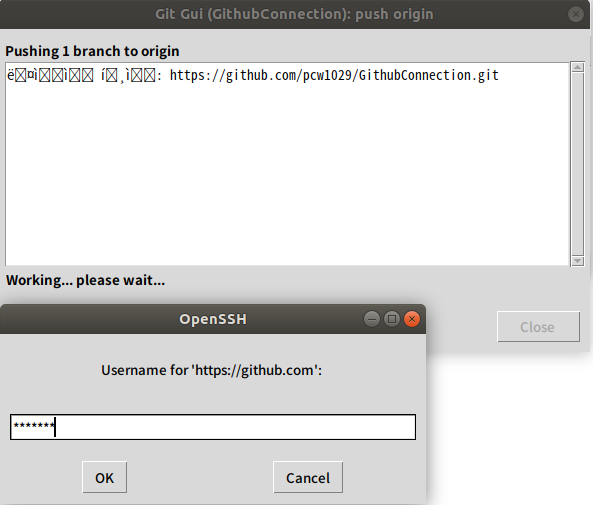 Git Gui (GithubConnection): push origin
Pushing 1 branch to origin
: https://github.com/pcw1029/GithubConnection.git
Working... please wait...
Close
OpenSSH
Username for 'https://github.com':
*******
OK
Cancel